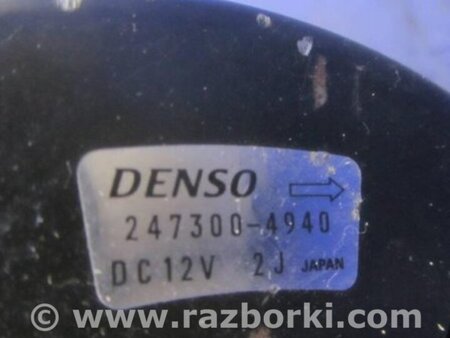 DENSO
247300-4940
DC12V 2J JAPAN
© www.razborki.com